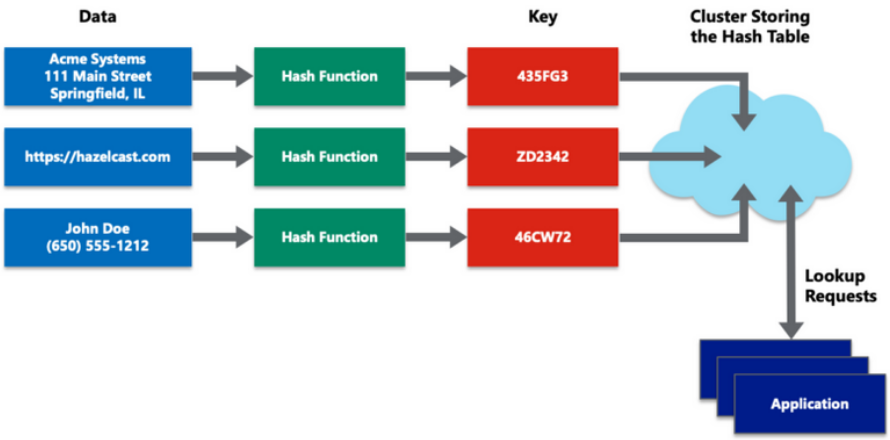 Data
Key
Cluster Storing
the Hash Table
Acme Systems
111 Main Street
Springfield, IL
Hash Function
435FG3
https://hazelcast.com
Hash Function
ZD2342
John Doe
(650) 555-1212
Hash Function
46CW72
Lookup
Requests
Application